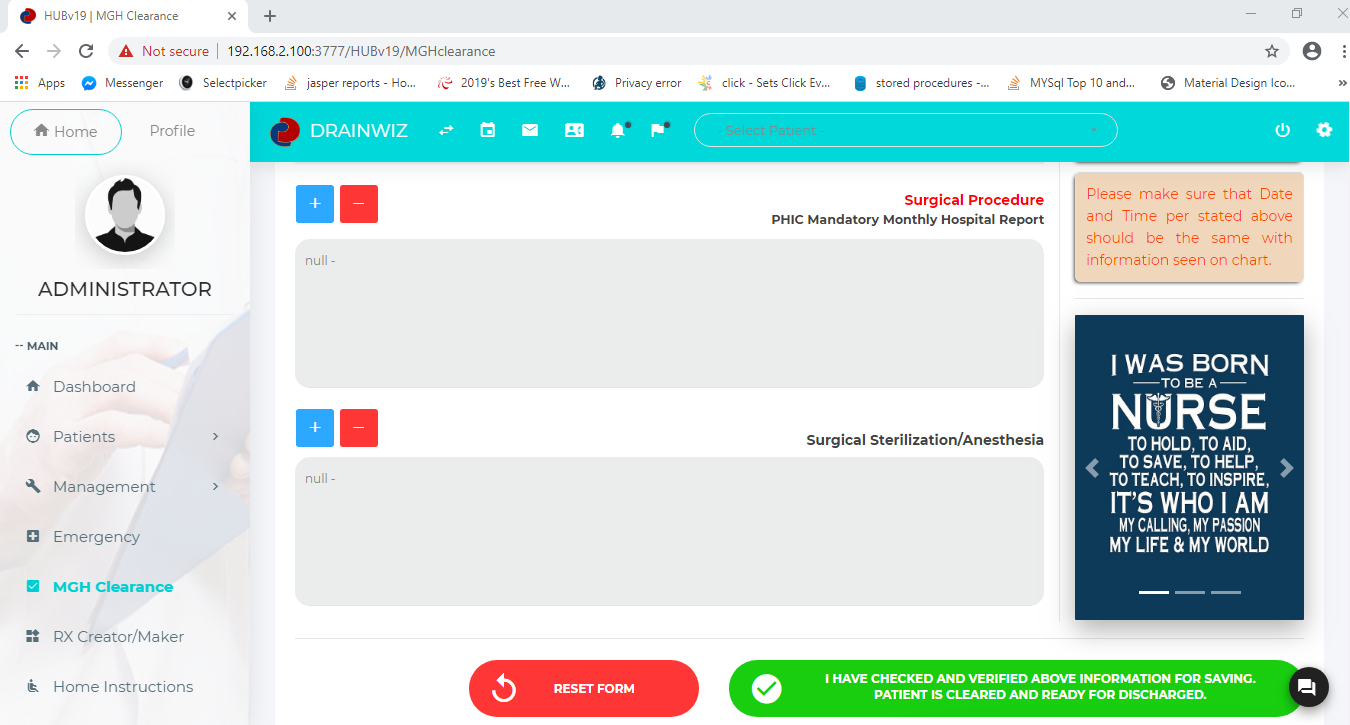 HUBv19 | MGH Clearance
Not secure | 192.168.2.100:3777/HUBv19/MGHclearance
Apps Messenger Selectpicker jasper reports - Ho... 2019's Best Free W... Privacy error click - Sets Click Ev... stored procedures -... MYSql Top 10 and... Material Design Ico... »
Home Profile
DRAINWIZ
- Select Patient -
ADMINISTRATOR
-- MAIN
Dashboard
Patients
Management
Emergency
MGH Clearance
RX Creator/Maker
Home Instructions
+ –
Surgical Procedure
PHIC Mandatory Monthly Hospital Report
null -
+ –
Surgical Sterilization/Anesthesia
null -
Please make sure that Date
and Time per stated above
should be the same with
information seen on chart.
I WAS BORN
TO BE A
NURSE
TO HOLD, TO AID,
TO SAVE, TO HELP,
TO TEACH, TO INSPIRE,
IT'S WHO I AM
MY CALLING, MY PASSION
MY LIFE & MY WORLD
RESET FORM
I HAVE CHECKED AND VERIFIED ABOVE INFORMATION FOR SAVING.
PATIENT IS CLEARED AND READY FOR DISCHARGED.